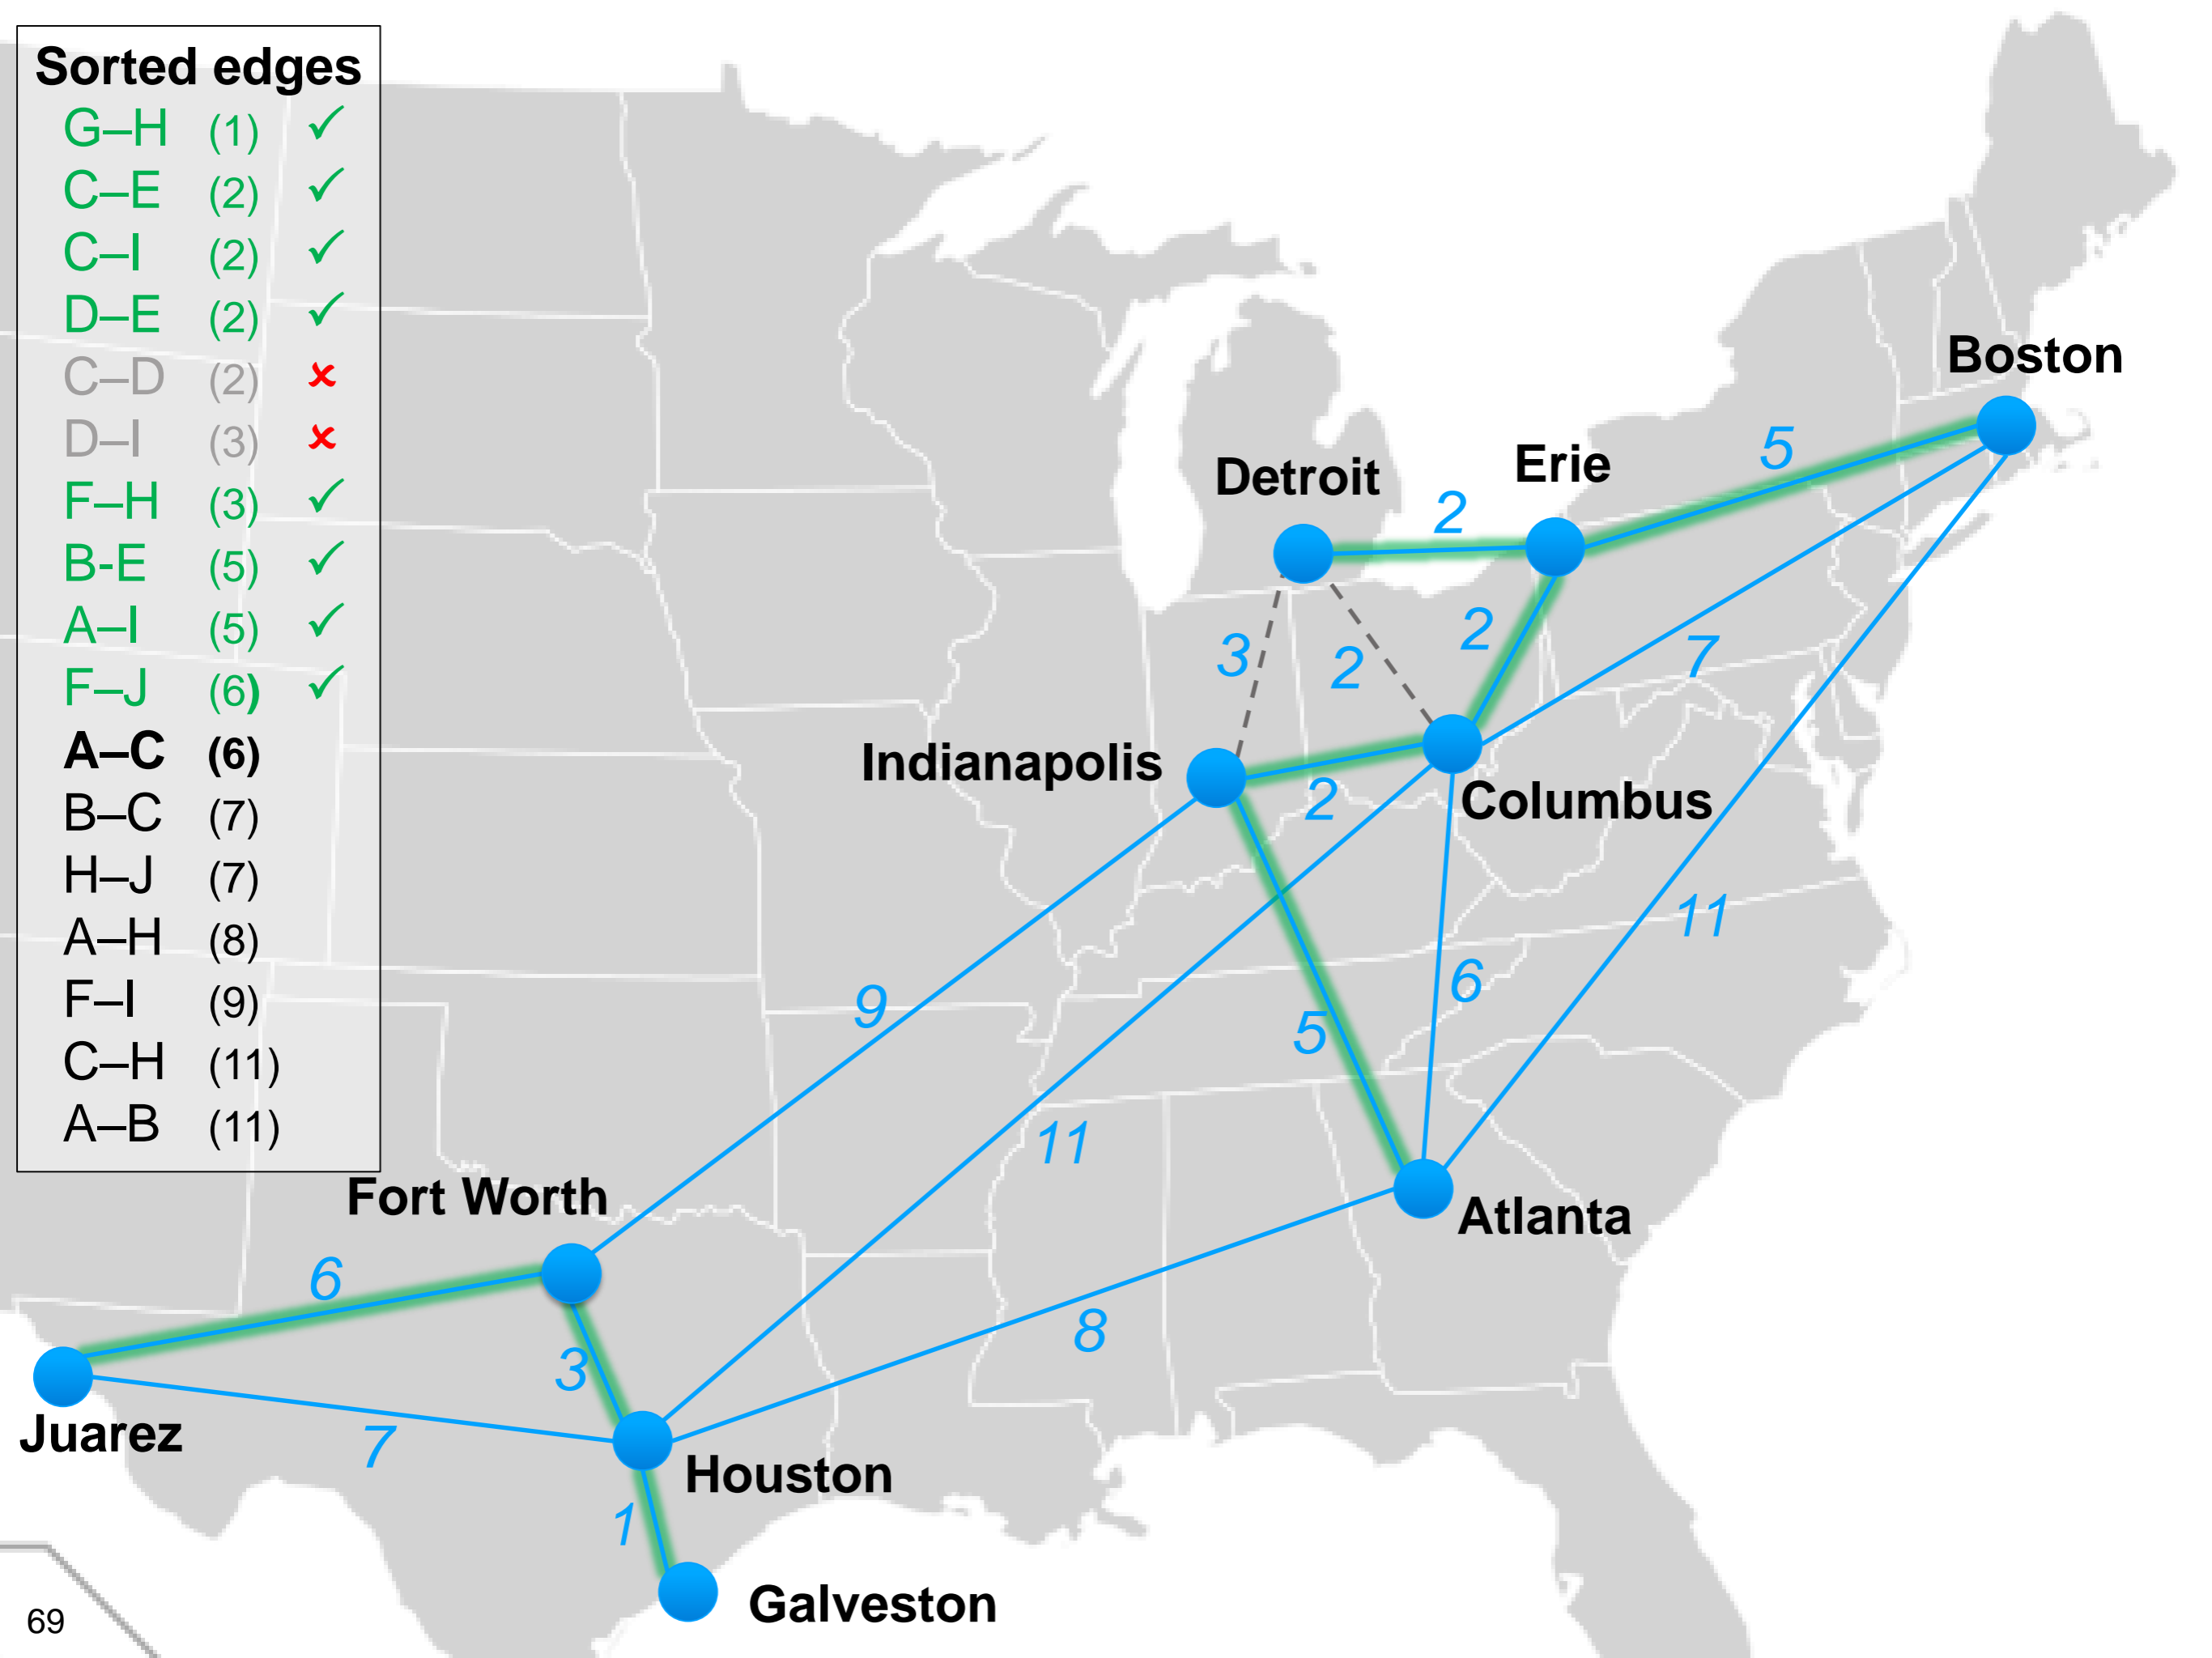 Sorted edges
G–H (1) ✓
C–E (2) ✓
C–I (2) ✓
D–E (2) ✓
C–D (2) ✘
D–I (3) ✘
F–H (3) ✓
B-E (5) ✓
A–I (5) ✓
F–J (6) ✓
A–C (6)
B–C (7)
H–J (7)
A–H (8)
F–I (9)
C–H (11)
A–B (11)
Boston
Erie
Detroit
5
2
3
2
2
7
Indianapolis
2
Columbus
11
9
6
5
11
Fort Worth
Atlanta
6
8
3
Juarez
7
Houston
1
Galveston
69